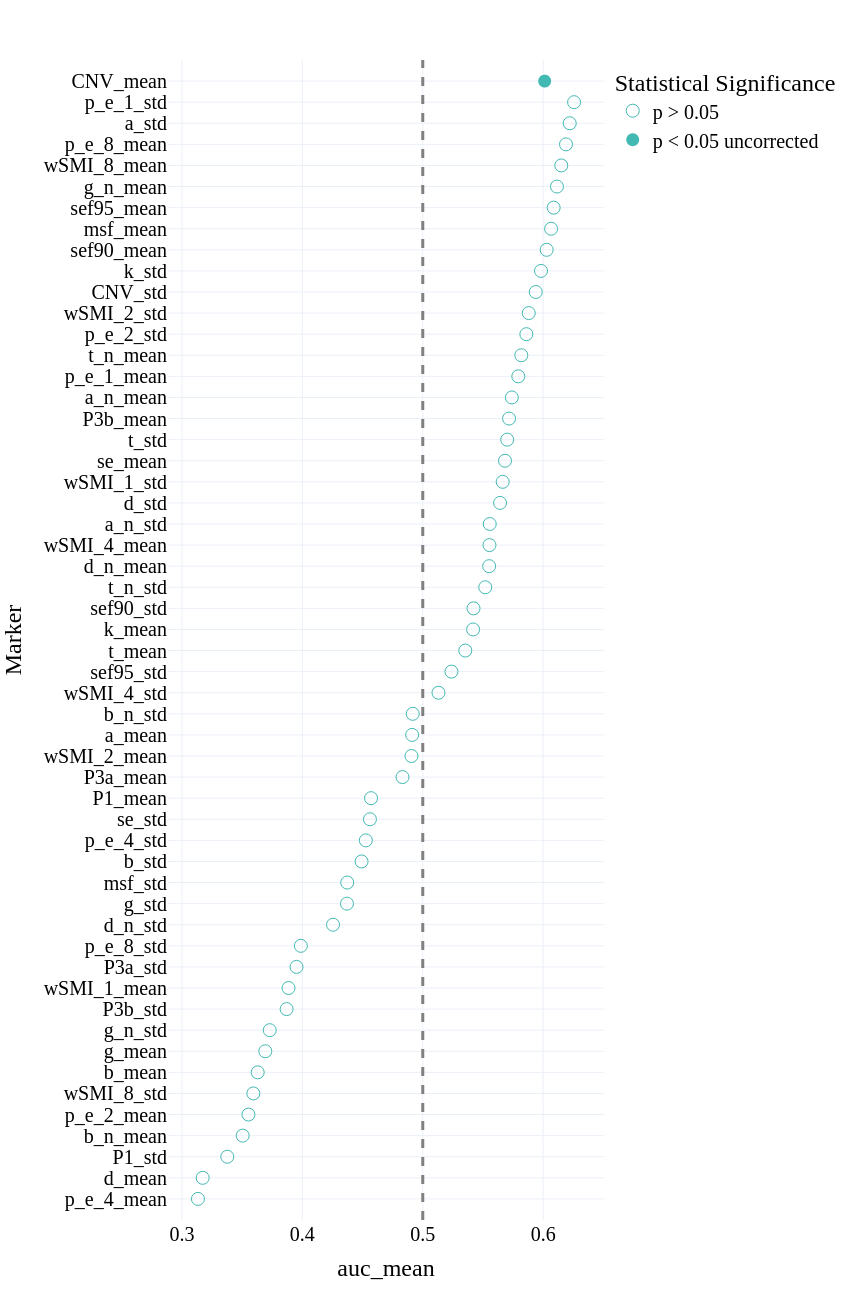 Statistical Significance
p > 0.05
p < 0.05 uncorrected
Marker
CNV_mean
p_e_1_std
a_std
p_e_8_mean
wSMI_8_mean
g_n_mean
sef95_mean
msf_mean
sef90_mean
k_std
CNV_std
wSMI_2_std
p_e_2_std
t_n_mean
p_e_1_mean
a_n_mean
P3b_mean
t_std
se_mean
wSMI_1_std
d_std
a_n_std
wSMI_4_mean
d_n_mean
t_n_std
sef90_std
k_mean
t_mean
sef95_std
wSMI_4_std
b_n_std
a_mean
wSMI_2_mean
P3a_mean
P1_mean
se_std
p_e_4_std
b_std
msf_std
g_std
d_n_std
p_e_8_std
P3a_std
wSMI_1_mean
P3b_std
g_n_std
g_mean
b_mean
wSMI_8_std
p_e_2_mean
b_n_mean
P1_std
d_mean
p_e_4_mean
0.3 0.4 0.5 0.6
auc_mean